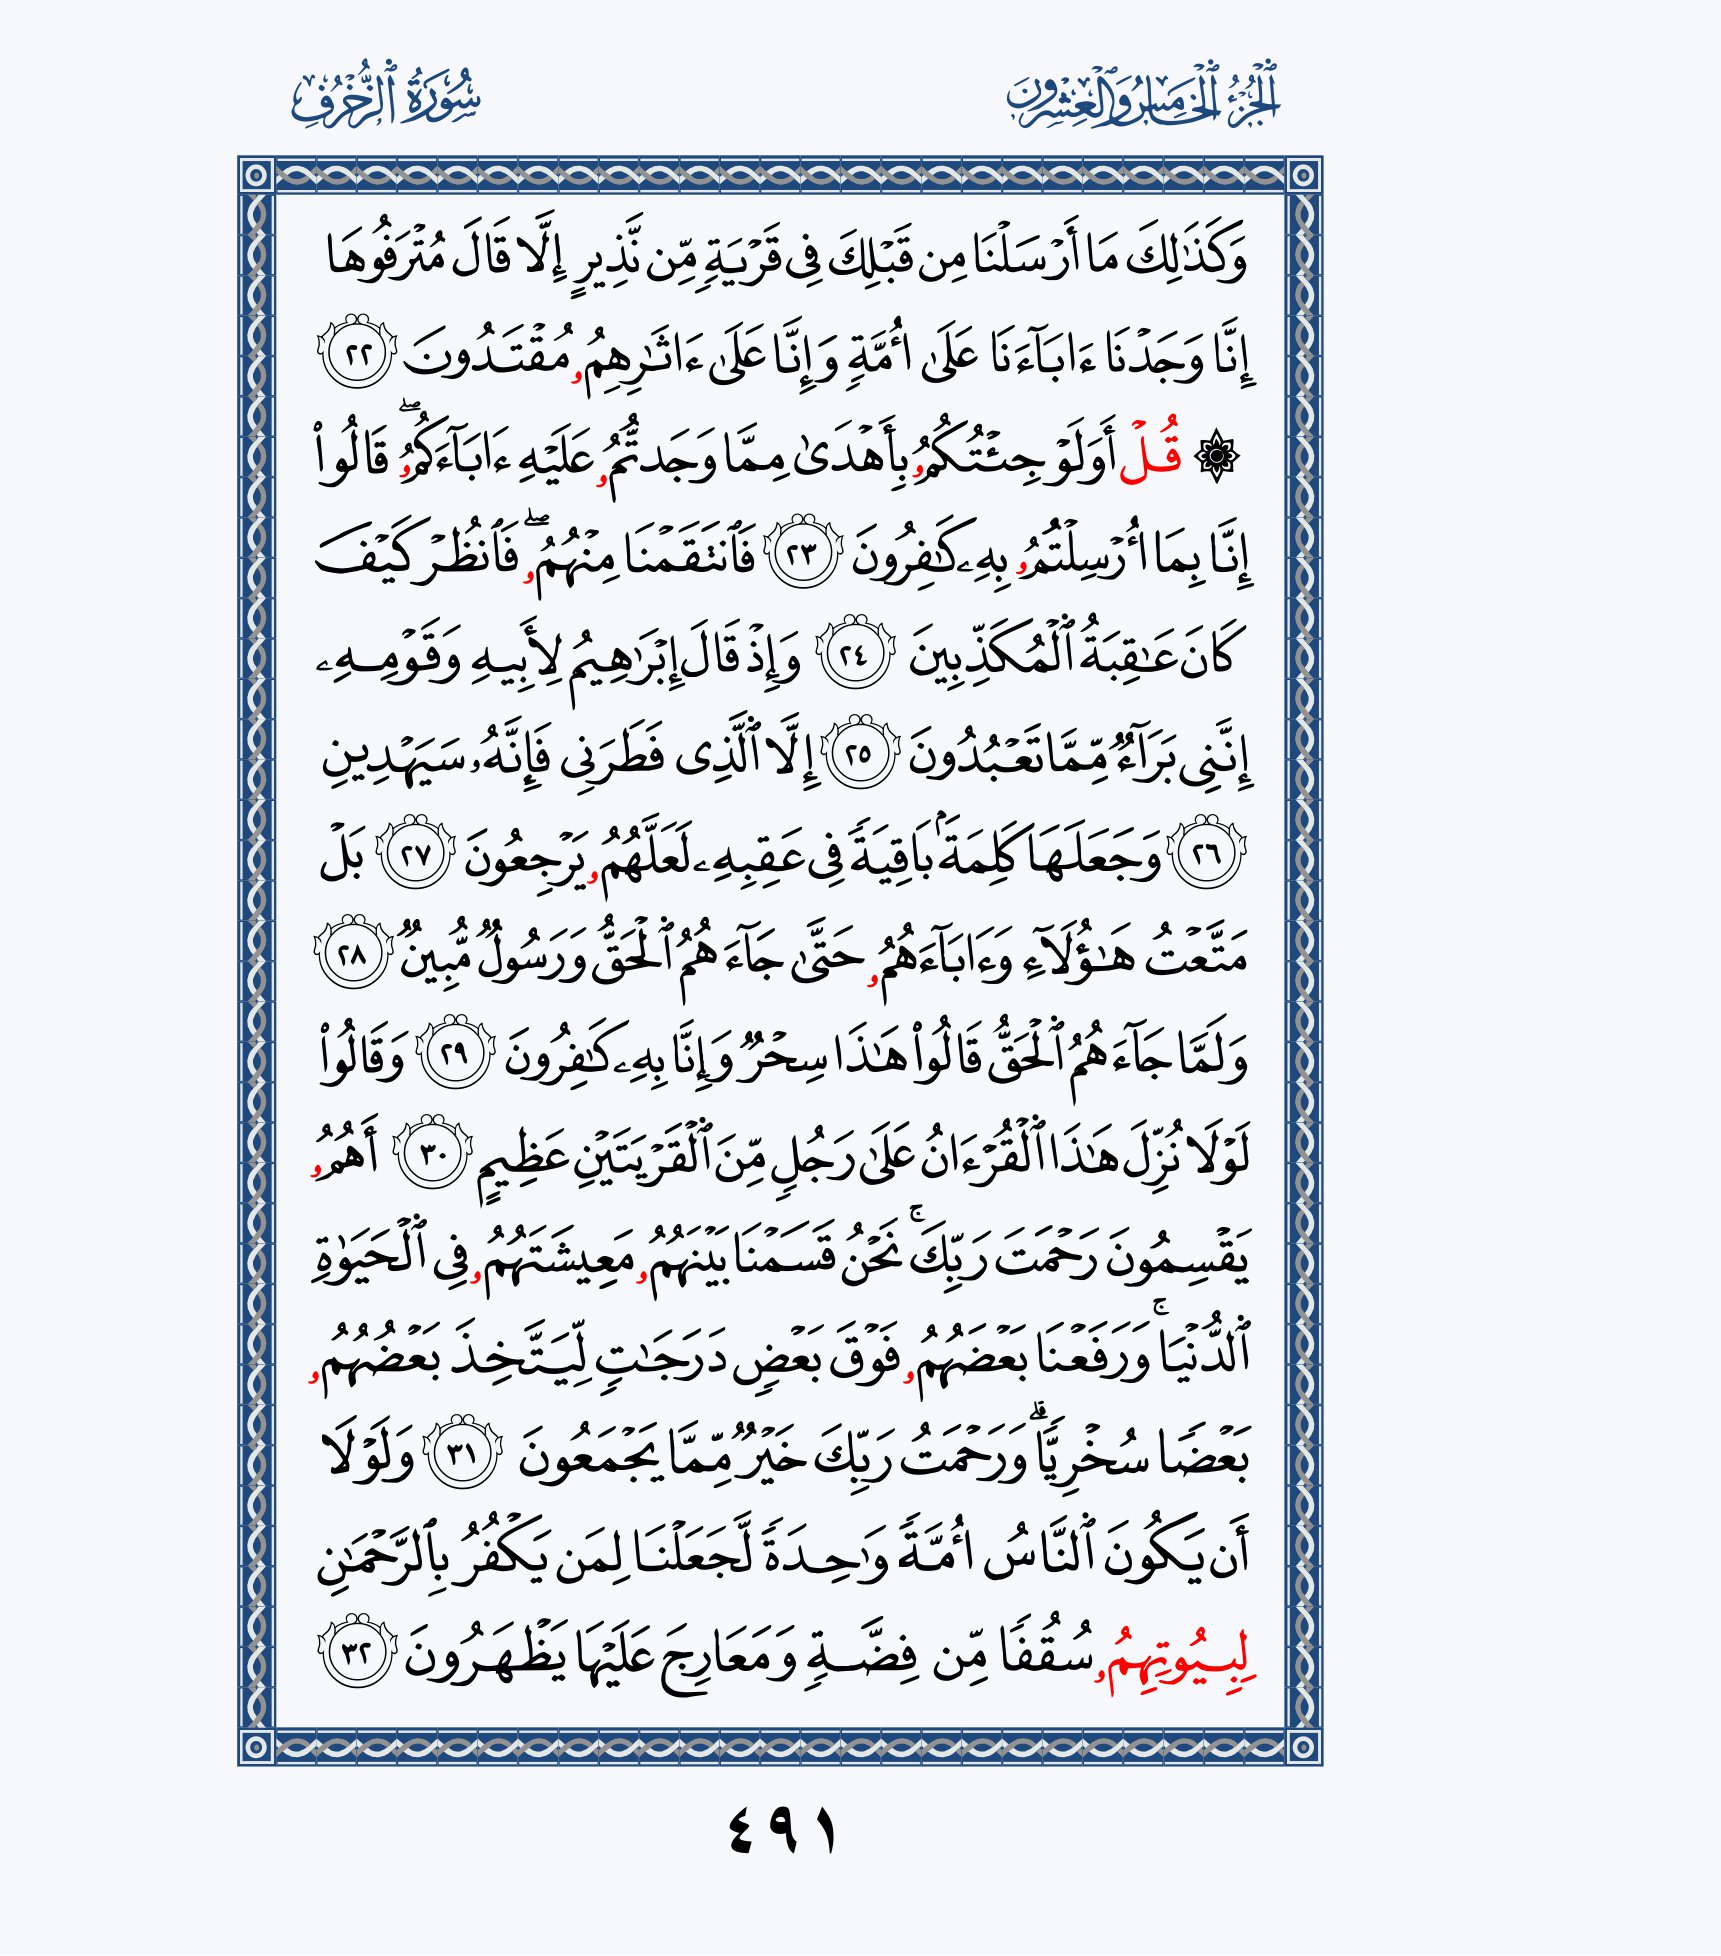 ٱلْجُزْءُ ٱلْخَامِسُ وَٱلْعِشْرُونَ
سُورَةُ ٱلزُّخْرُفِ
وَكَذَٰلِكَ مَا أَرْسَلْنَا مِن قَبْلِكَ فِى قَرْيَةٍ مِّن نَّذِيرٍ إِلَّا قَالَ مُتْرَفُوهَا
إِنَّا وَجَدْنَا ءَابَآءَنَا عَلَىٰ أُمَّةٍ وَإِنَّا عَلَىٰ ءَاثَـٰرِهِمُۥ مُقْتَدُونَ ٢٢
۞ قُلْ أَوَلَوْ جِئْتُكُمُۥ بِأَهْدَىٰ مِمَّا وَجَدتُّمُۥ عَلَيْهِ ءَابَآءَكُمُۥۖ قَالُوا۟
إِنَّا بِمَا أُرْسِلْتُمُۥ بِهِۦ كَـٰفِرُونَ ٢٣ فَٱنتَقَمْنَا مِنْهُمُۥۖ فَٱنظُرْ كَيْفَ
كَانَ عَـٰقِبَةُ ٱلْمُكَذِّبِينَ ٢٤ وَإِذْ قَالَ إِبْرَٰهِيمُ لِأَبِيهِ وَقَوْمِهِۦ
إِنَّنِى بَرَآءٌ مِّمَّا تَعْبُدُونَ ٢٥ إِلَّا ٱلَّذِى فَطَرَنِى فَإِنَّهُۥ سَيَهْدِينِ
٢٦ وَجَعَلَهَا كَلِمَةًۢ بَاقِيَةً فِى عَقِبِهِۦ لَعَلَّهُمُۥ يَرْجِعُونَ ٢٧ بَلْ
مَتَّعْتُ هَـٰؤُلَآءِ وَءَابَآءَهُمُۥ حَتَّىٰ جَآءَهُمُ ٱلْحَقُّ وَرَسُولٌ مُّبِينٌ ٢٨
وَلَمَّا جَآءَهُمُ ٱلْحَقُّ قَالُوا۟ هَـٰذَا سِحْرٌ وَإِنَّا بِهِۦ كَـٰفِرُونَ ٢٩ وَقَالُوا۟
لَوْلَا نُزِّلَ هَـٰذَا ٱلْقُرْءَانُ عَلَىٰ رَجُلٍ مِّنَ ٱلْقَرْيَتَيْنِ عَظِيمٍ ٣٠ أَهُمُۥ
يَقْسِمُونَ رَحْمَتَ رَبِّكَۚ نَحْنُ قَسَمْنَا بَيْنَهُمُۥ مَعِيشَتَهُمُۥ فِى ٱلْحَيَوٰةِ
ٱلدُّنْيَاۚ وَرَفَعْنَا بَعْضَهُمُۥ فَوْقَ بَعْضٍ دَرَجَـٰتٍ لِّيَتَّخِذَ بَعْضُهُمُۥ
بَعْضًا سُخْرِيًّاۗ وَرَحْمَتُ رَبِّكَ خَيْرٌ مِّمَّا يَجْمَعُونَ ٣١ وَلَوْلَا
أَن يَكُونَ ٱلنَّاسُ أُمَّةً وَٰحِدَةً لَّجَعَلْنَا لِمَن يَكْفُرُ بِٱلرَّحْمَـٰنِ
لِبِيُوتِهِمُۥ سُقُفًا مِّن فِضَّةٍ وَمَعَارِجَ عَلَيْهَا يَظْهَرُونَ ٣٢
٤٩١